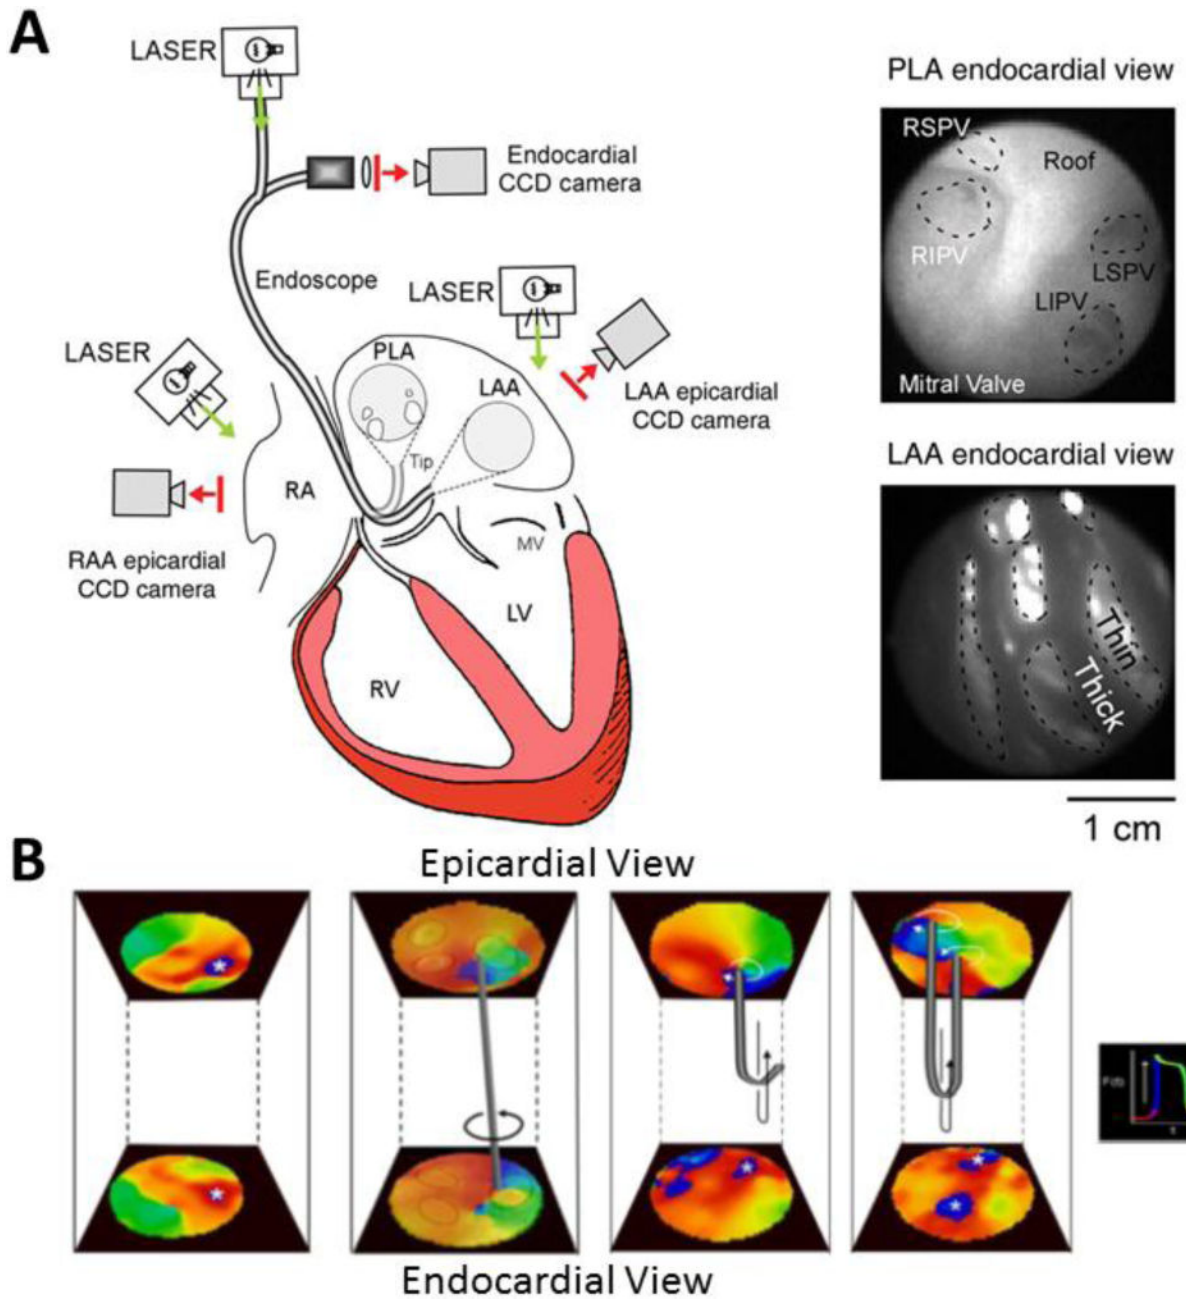 A
LASER
Endocardial
CCD camera
Endoscope
LASER
LASER
PLA
LAA
Tip
LAA epicardial
CCD camera
RA
RAA epicardial
CCD camera
MV
LV
RV
PLA endocardial view
RSPV
Roof
RIPV
LSPV
LIPV
Mitral Valve
LAA endocardial view
Thin
Thick
1 cm
B
Epicardial View
Endocardial View